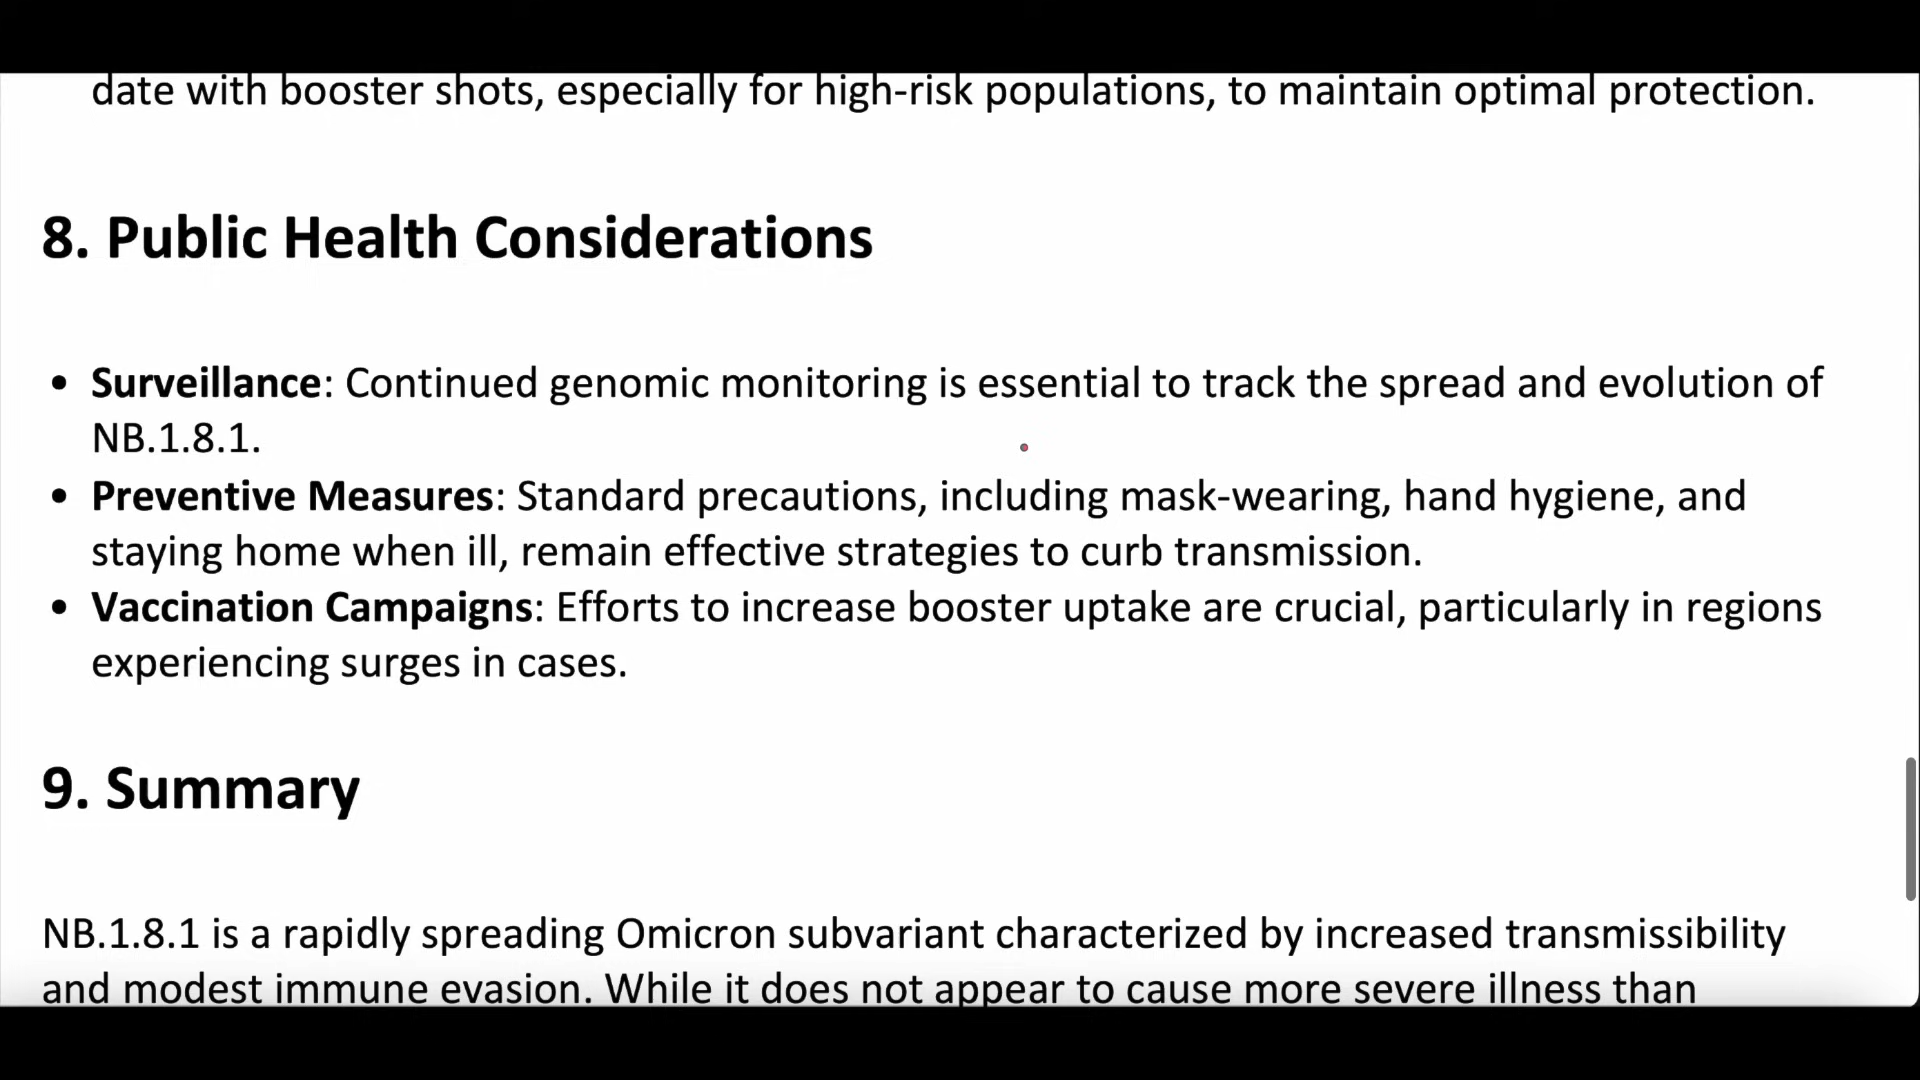 date with booster shots, especially for high-risk populations, to maintain optimal protection.
8. Public Health Considerations
• Surveillance: Continued genomic monitoring is essential to track the spread and evolution of
NB.1.8.1.
• Preventive Measures: Standard precautions, including mask-wearing, hand hygiene, and
staying home when ill, remain effective strategies to curb transmission.
• Vaccination Campaigns: Efforts to increase booster uptake are crucial, particularly in regions
experiencing surges in cases.
9. Summary
NB.1.8.1 is a rapidly spreading Omicron subvariant characterized by increased transmissibility
and modest immune evasion. While it does not appear to cause more severe illness than